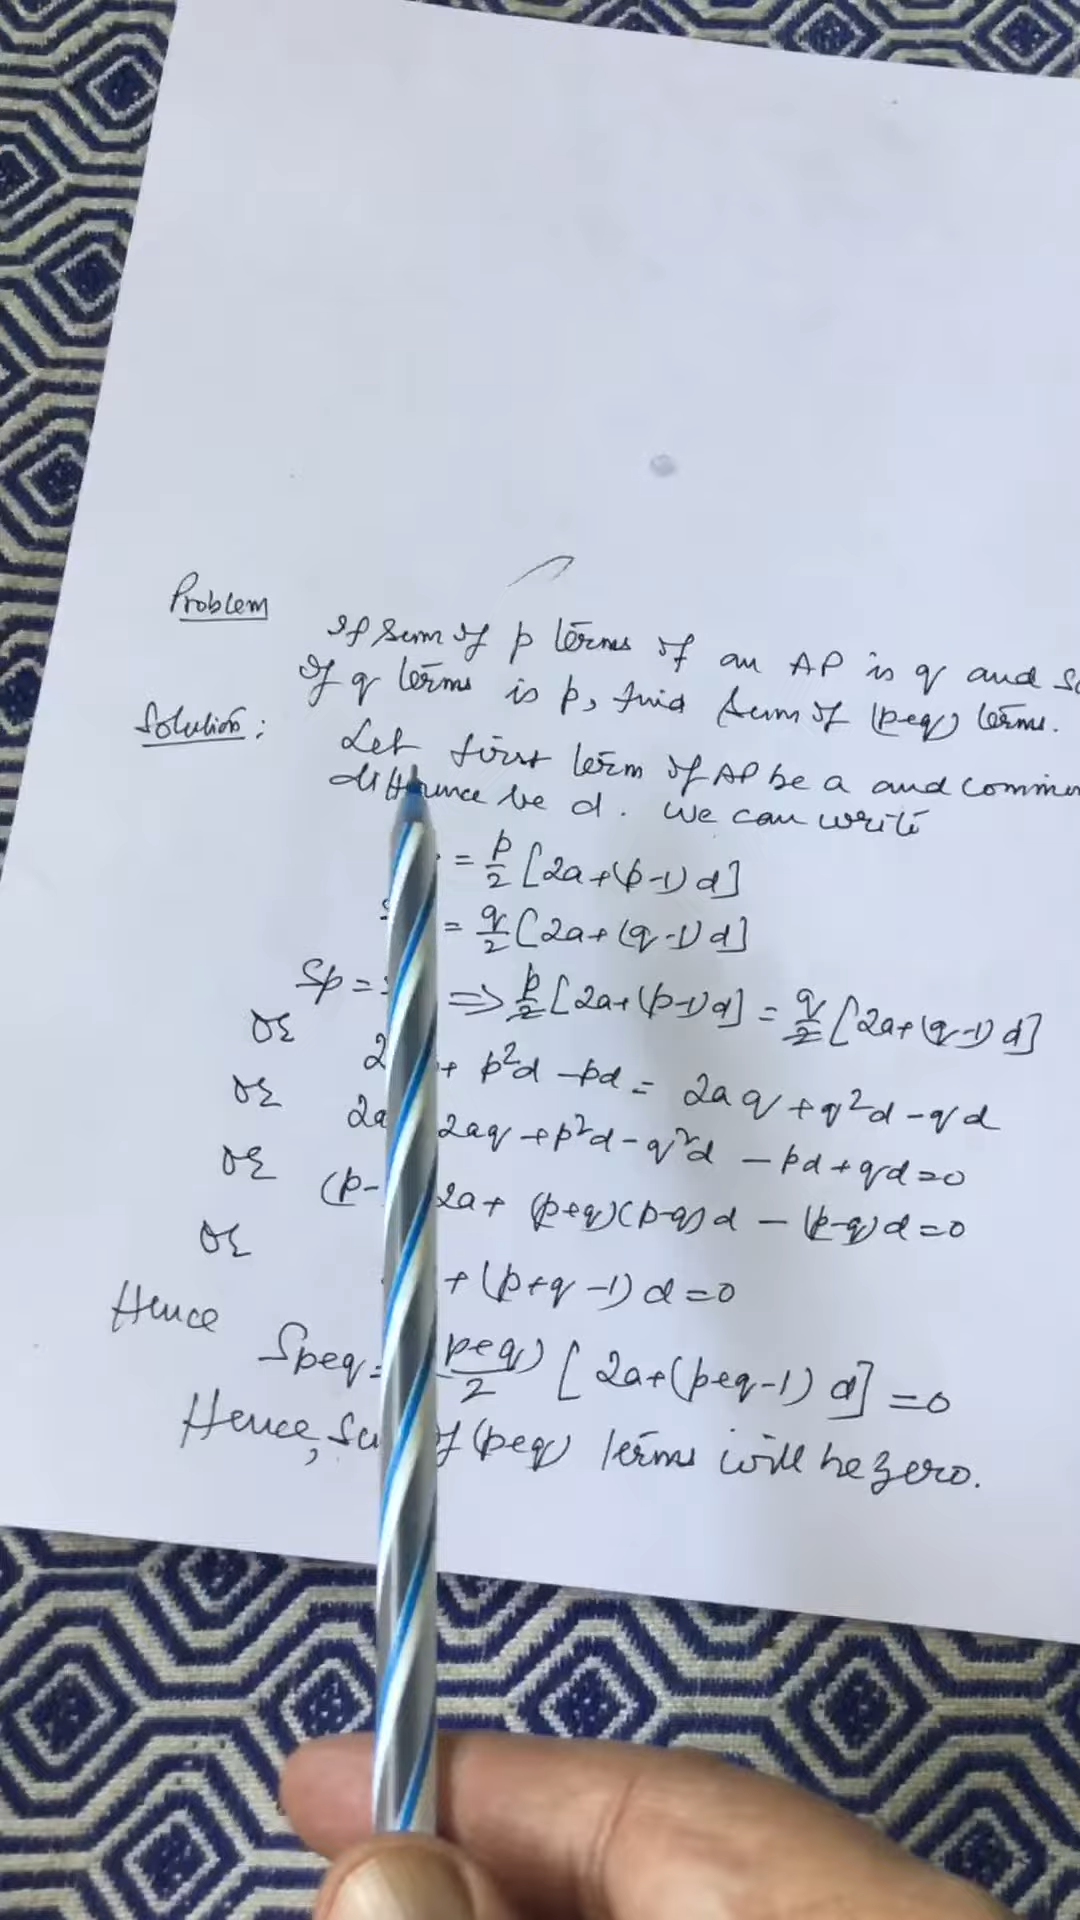 Problem
If sum of p terms of an AP is q and
of q terms is p, find sum of (p+q) terms.
Solution:
Let first term of AP be a and
difference be d. We can write
= p/2 [2a+(p-1)d]
= q/2 [2a+(q-1)d]
Sp = ⇒ p/2 [2a+(p-1)d] = q/2 [2a+(q-1)d]
or + p²d - pd = 2aq + q²d - qd
or 2aq + p²d - q²d - pd + qd = 0
or 2a + (p+q)(p-q)d - (p-q)d = 0
or + (p+q-1)d = 0
Hence
Sp+q = (p+q)/2 [2a+(p+q-1)d] = 0
Hence, of (p+q) terms will be zero.